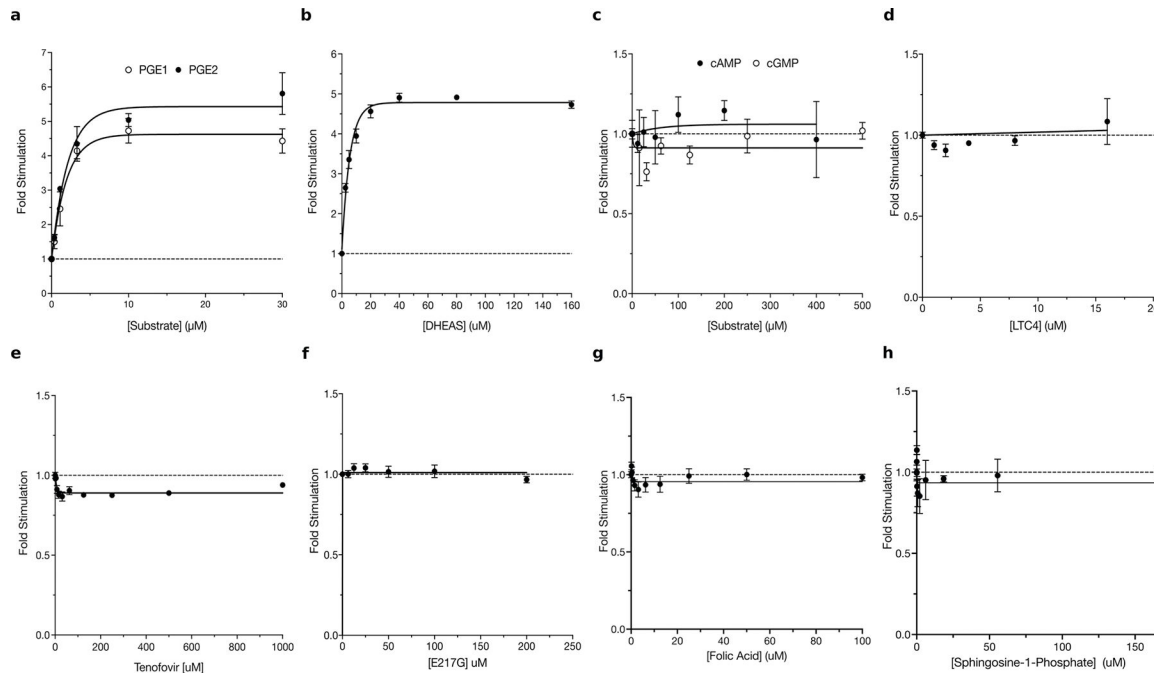 a
Fold Stimulation
7
6
5
4
3
2
1
0
PGE1 PGE2
0 10 20 30
[Substrate] (µM)
b
Fold Stimulation
6
5
4
3
2
1
0
0 20 40 60 80 100 120 140 160
[DHEAS] (uM)
c
Fold Stimulation
1.5
1.0
0.5
0.0
cAMP cGMP
0 100 200 300 400 500
[Substrate] (µM)
d
Fold Stimulation
1.5
1.0
0.5
0.0
0 5 10 15 20
[LTC4] (uM)
e
Fold Stimulation
1.5
1.0
0.5
0.0
0 200 400 600 800 1000
Tenofovir [uM]
f
Fold Stimulation
1.5
1.0
0.5
0.0
0 50 100 150 200 250
[E217G] uM
g
Fold Stimulation
1.5
1.0
0.5
0.0
0 20 40 60 80 100
[Folic Acid] (uM)
h
Fold Stimulation
1.5
1.0
0.5
0.0
0 50 100 150
[Sphingosine-1-Phosphate] (uM)